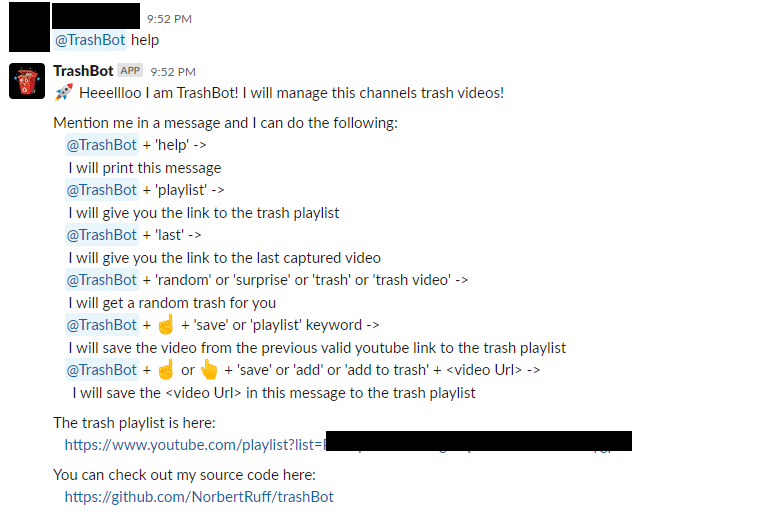 9:52 PM
@TrashBot help
TrashBot APP 9:52 PM
🚀 Heeellloo I am TrashBot! I will manage this channels trash videos!
Mention me in a message and I can do the following:
@TrashBot + 'help' ->
I will print this message
@TrashBot + 'playlist' ->
I will give you the link to the trash playlist
@TrashBot + 'last' ->
I will give you the link to the last captured video
@TrashBot + 'random' or 'surprise' or 'trash' or 'trash video' ->
I will get a random trash for you
@TrashBot + ☝ + 'save' or 'playlist' keyword ->
I will save the video from the previous valid youtube link to the trash playlist
@TrashBot + ☝ or 👆 + 'save' or 'add' or 'add to trash' + <video Url> ->
I will save the <video Url> in this message to the trash playlist
The trash playlist is here:
https://www.youtube.com/playlist?list=
You can check out my source code here:
https://github.com/NorbertRuff/trashBot